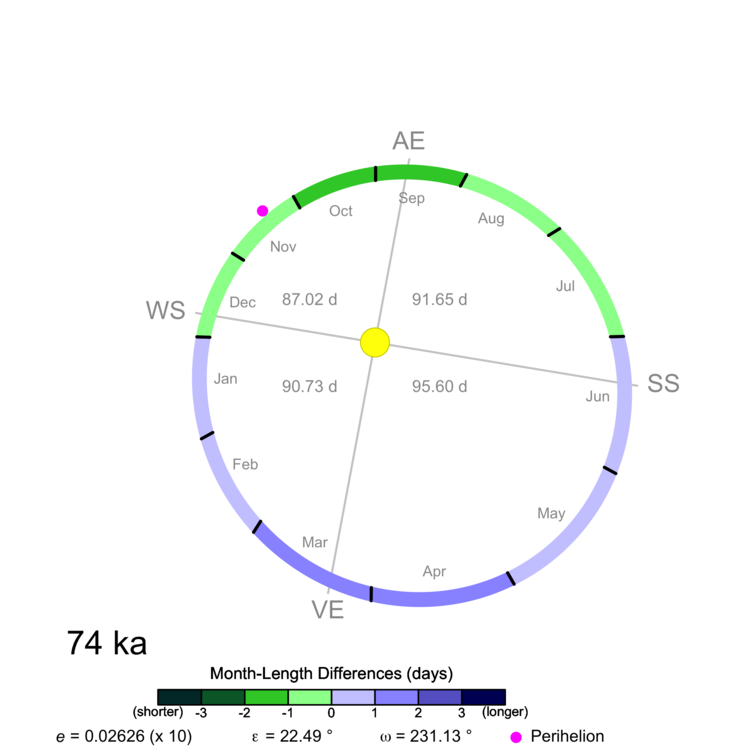 AE
Sep
Oct
Aug
Nov
Jul
WS
Dec
87.02 d
91.65 d
Jan
90.73 d
95.60 d
SS
Jun
Feb
May
Mar
Apr
VE
74 ka
Month-Length Differences (days)
(shorter) -3 -2 -1 0 1 2 3 (longer)
e = 0.02626 (x 10) ε = 22.49 ° ω = 231.13 ° Perihelion